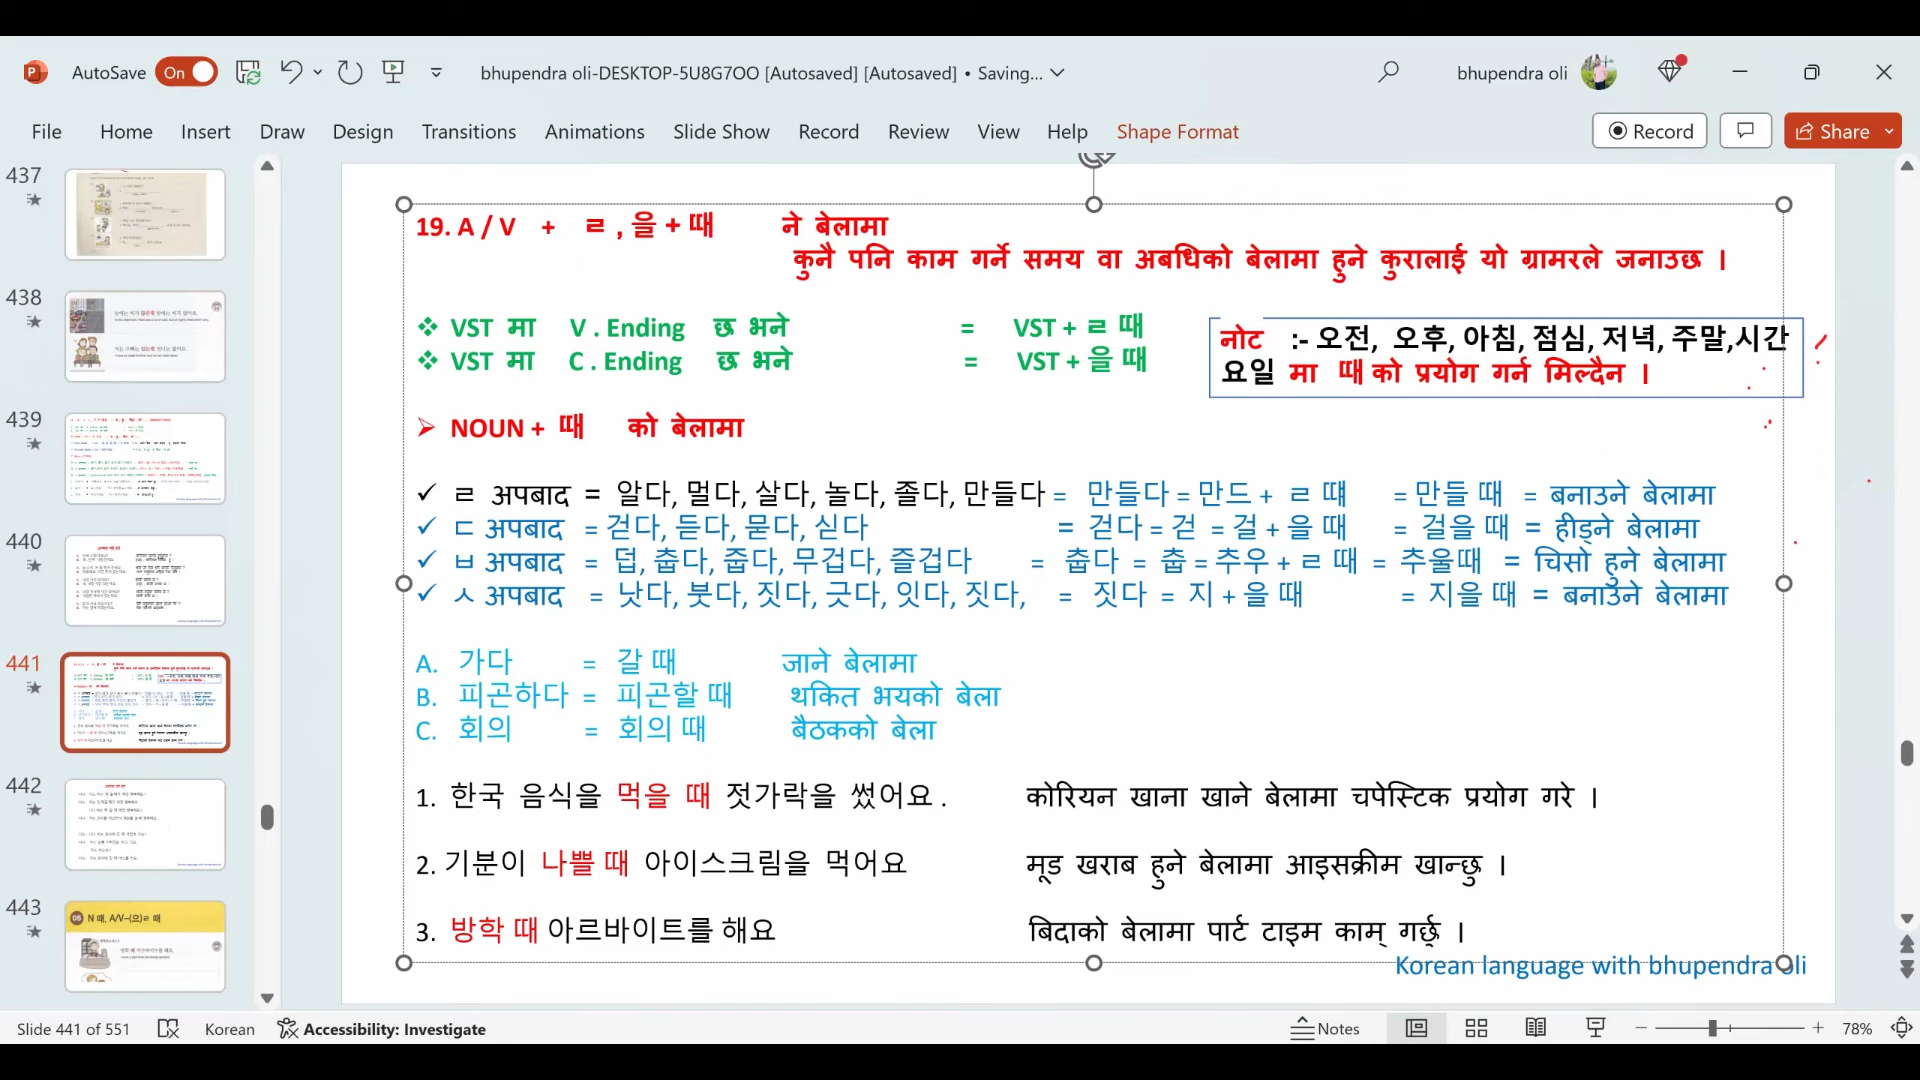 AutoSave On bhupendra oli-DESKTOP-5U8G7OO [Autosaved] [Autosaved] • Saving... bhupendra oli
File Home Insert Draw Design Transitions Animations Slide Show Record Review View Help Shape Format Record Share
437
438
439
440
441
442
443
05 N 때, A/V-(으)ㄹ 때
19. A / V + ㄹ , 을 + 때 ने बेलामा
कुनै पनि काम गर्ने समय वा अबधिको बेलामा हुने कुरालाई यो ग्रामरले जनाउछ ।
❖ VST मा V . Ending छ भने = VST + ㄹ 때
❖ VST मा C . Ending छ भने = VST + 을 때
नोट :- 오전, 오후, 아침, 점심, 저녁, 주말,시간
요일 मा 때 को प्रयोग गर्न मिल्दैन ।
➢ NOUN + 때 को बेलामा
✓ ㄹ अपबाद = 알다, 멀다, 살다, 놀다, 졸다, 만들다 = 만들다 = 만드 + ㄹ 떄 = 만들 때 = बनाउने बेलामा
✓ ㄷ अपबाद = 걷다, 듣다, 묻다, 싣다 = 걷다 = 걷 = 걸 + 을 때 = 걸을 때 = हीड्ने बेलामा
✓ ㅂ अपबाद = 덥, 춥다, 줍다, 무겁다, 즐겁다 = 춥다 = 춥 = 추우 + ㄹ 때 = 추울때 = चिसो हुने बेलामा
✓ ㅅ अपबाद = 낫다, 붓다, 짓다, 긋다, 잇다, 짓다, = 짓다 = 지 + 을 때 = 지을 때 = बनाउने बेलामा
A. 가다 = 갈 때 जाने बेलामा
B. 피곤하다 = 피곤할 때 थकित भयको बेला
C. 회의 = 회의 때 बैठकको बेला
1. 한국 음식을 먹을 때 젓가락을 썼어요 . कोरियन खाना खाने बेलामा चपेस्टिक प्रयोग गरे ।
2. 기분이 나쁠 때 아이스크림을 먹어요 मूड खराब हुने बेलामा आइसक्रीम खान्छु ।
3. 방학 때 아르바이트를 해요 बिदाको बेलामा पार्ट टाइम काम् गर्छु ।
Korean language with bhupendra oli
Slide 441 of 551 Korean Accessibility: Investigate Notes 78%